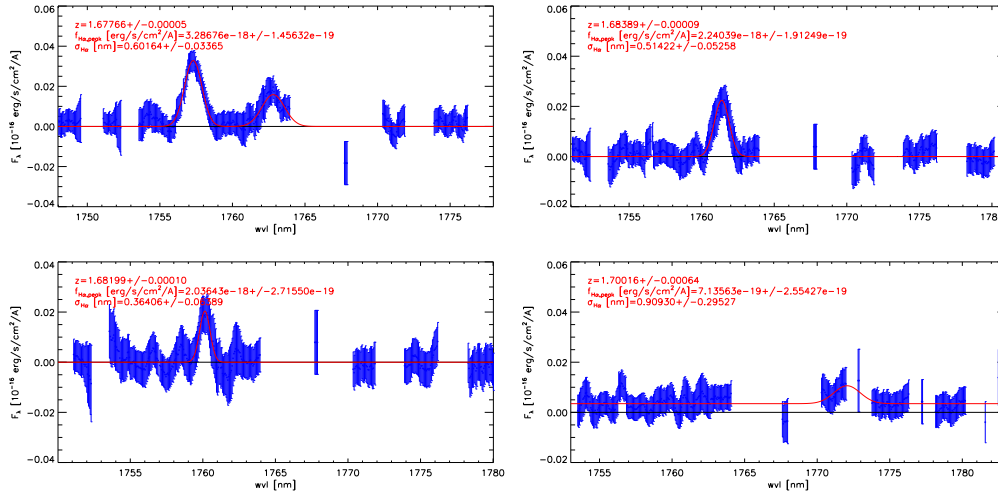 z=1.67766+/-0.00005
f_Hα,peak [erg/s/cm²/A]=3.28676e-18+/-1.45632e-19
σ_Hα [nm]=0.60164+/-0.03365
0.06
0.04
0.02
0.00
-0.02
-0.04
F_λ [10⁻¹⁶ erg/s/cm²/A]
1750 1755 1760 1765 1770 1775
wvl [nm]
z=1.68389+/-0.00009
f_Hα,peak [erg/s/cm²/A]=2.24039e-18+/-1.91249e-19
σ_Hα [nm]=0.51422+/-0.05258
0.06
0.04
0.02
0.00
-0.02
F_λ [10⁻¹⁶ erg/s/cm²/A]
1755 1760 1765 1770 1775 1780
wvl [nm]
z=1.68199+/-0.00010
f_Hα,peak [erg/s/cm²/A]=2.03643e-18+/-2.71550e-19
σ_Hα [nm]=0.36406+/-
0.04
0.02
0.00
-0.02
-0.04
F_λ [10⁻¹⁶ erg/s/cm²/A]
1755 1760 1765 1770 1775 1780
wvl [nm]
z=1.70016+/-0.00064
f_Hα,peak [erg/s/cm²/A]=7.13563e-19+/-2.55427e-19
σ_Hα [nm]=0.90930+/-0.29527
0.06
0.04
0.02
0.00
-0.02
F_λ [10⁻¹⁶ erg/s/cm²/A]
1755 1760 1765 1770 1775 1780
wvl [nm]